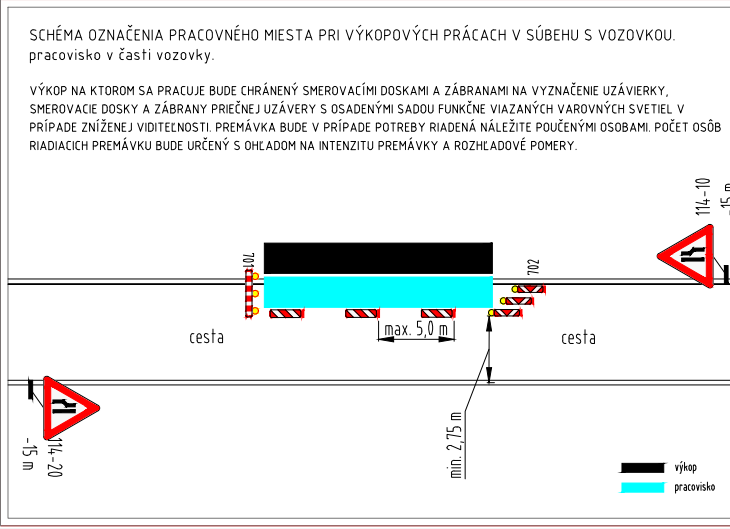 SCHÉMA OZNAČENIA PRACOVNÉHO MIESTA PRI VÝKOPOVÝCH PRÁCACH V SÚBEHU S VOZOVKOU.
pracovisko v časti vozovky.
VÝKOP NA KTOROM SA PRACUJE BUDE CHRÁNENÝ SMEROVACÍMI DOSKAMI A ZÁBRANAMI NA VYZNAČENIE UZÁVIERKY,
SMEROVACIE DOSKY A ZÁBRANY PRIEČNEJ UZÁVERY S OSADENÝMI SADOU FUNKČNE VIAZANÝCH VAROVNÝCH SVETIEL V
PRÍPADE ZNÍŽENEJ VIDITEĽNOSTI. PREMÁVKA BUDE V PRÍPADE POTREBY RIADENÁ NÁLEŽITE POUČENÝMI OSOBAMI. POČET OSÔB
RIADIACICH PREMÁVKU BUDE URČENÝ S OHĽADOM NA INTENZITU PREMÁVKY A ROZHĽADOVÉ POMERY.
114-10
~15 m
701
702
max. 5,0 m
cesta
cesta
min. 2,75 m
114-20
~15 m
výkop
pracovisko